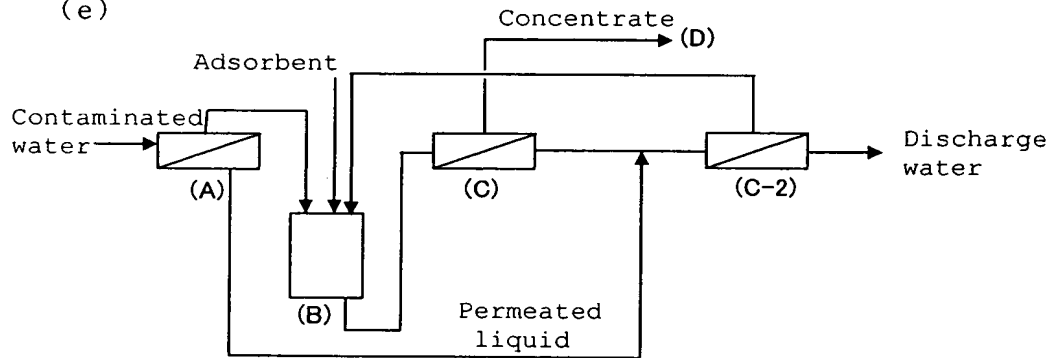 (e)
Concentrate
(D)
Adsorbent
Contaminated
water
Discharge
water
(A)
(C)
(C-2)
(B)
Permeated
liquid